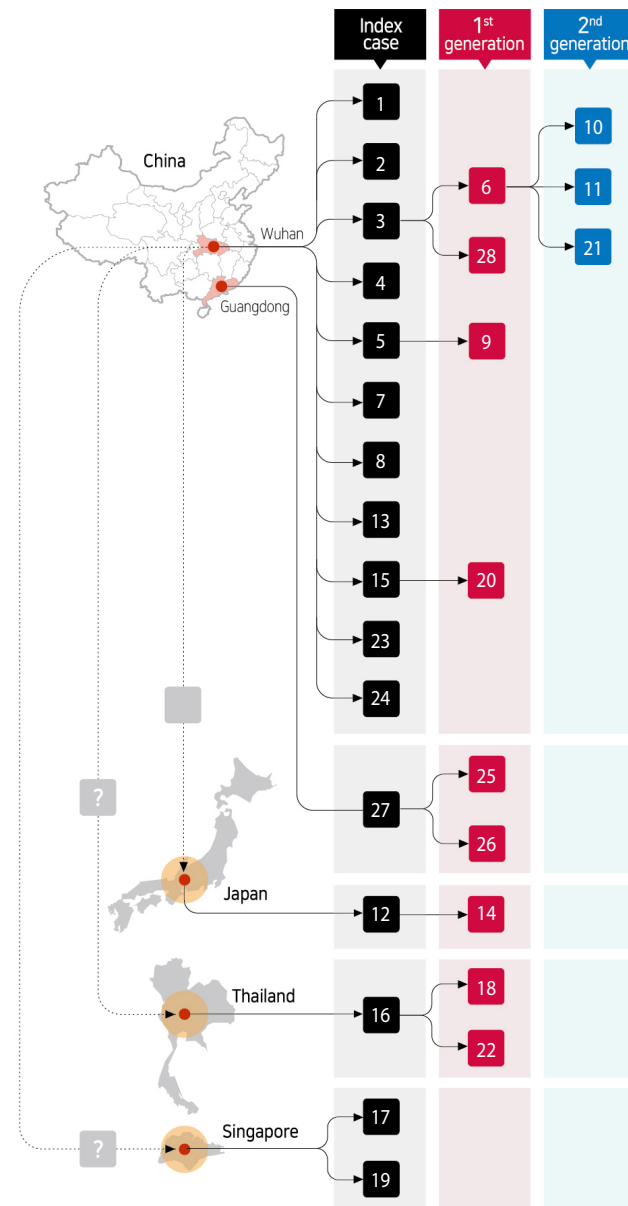 Index
case
1st
generation
2nd
generation
1
2
3
4
5
7
8
13
15
23
24
6
28
9
20
10
11
21
China
Wuhan
Guangdong
27
25
26
?
Japan
12
14
Thailand
16
18
22
?
Singapore
17
19